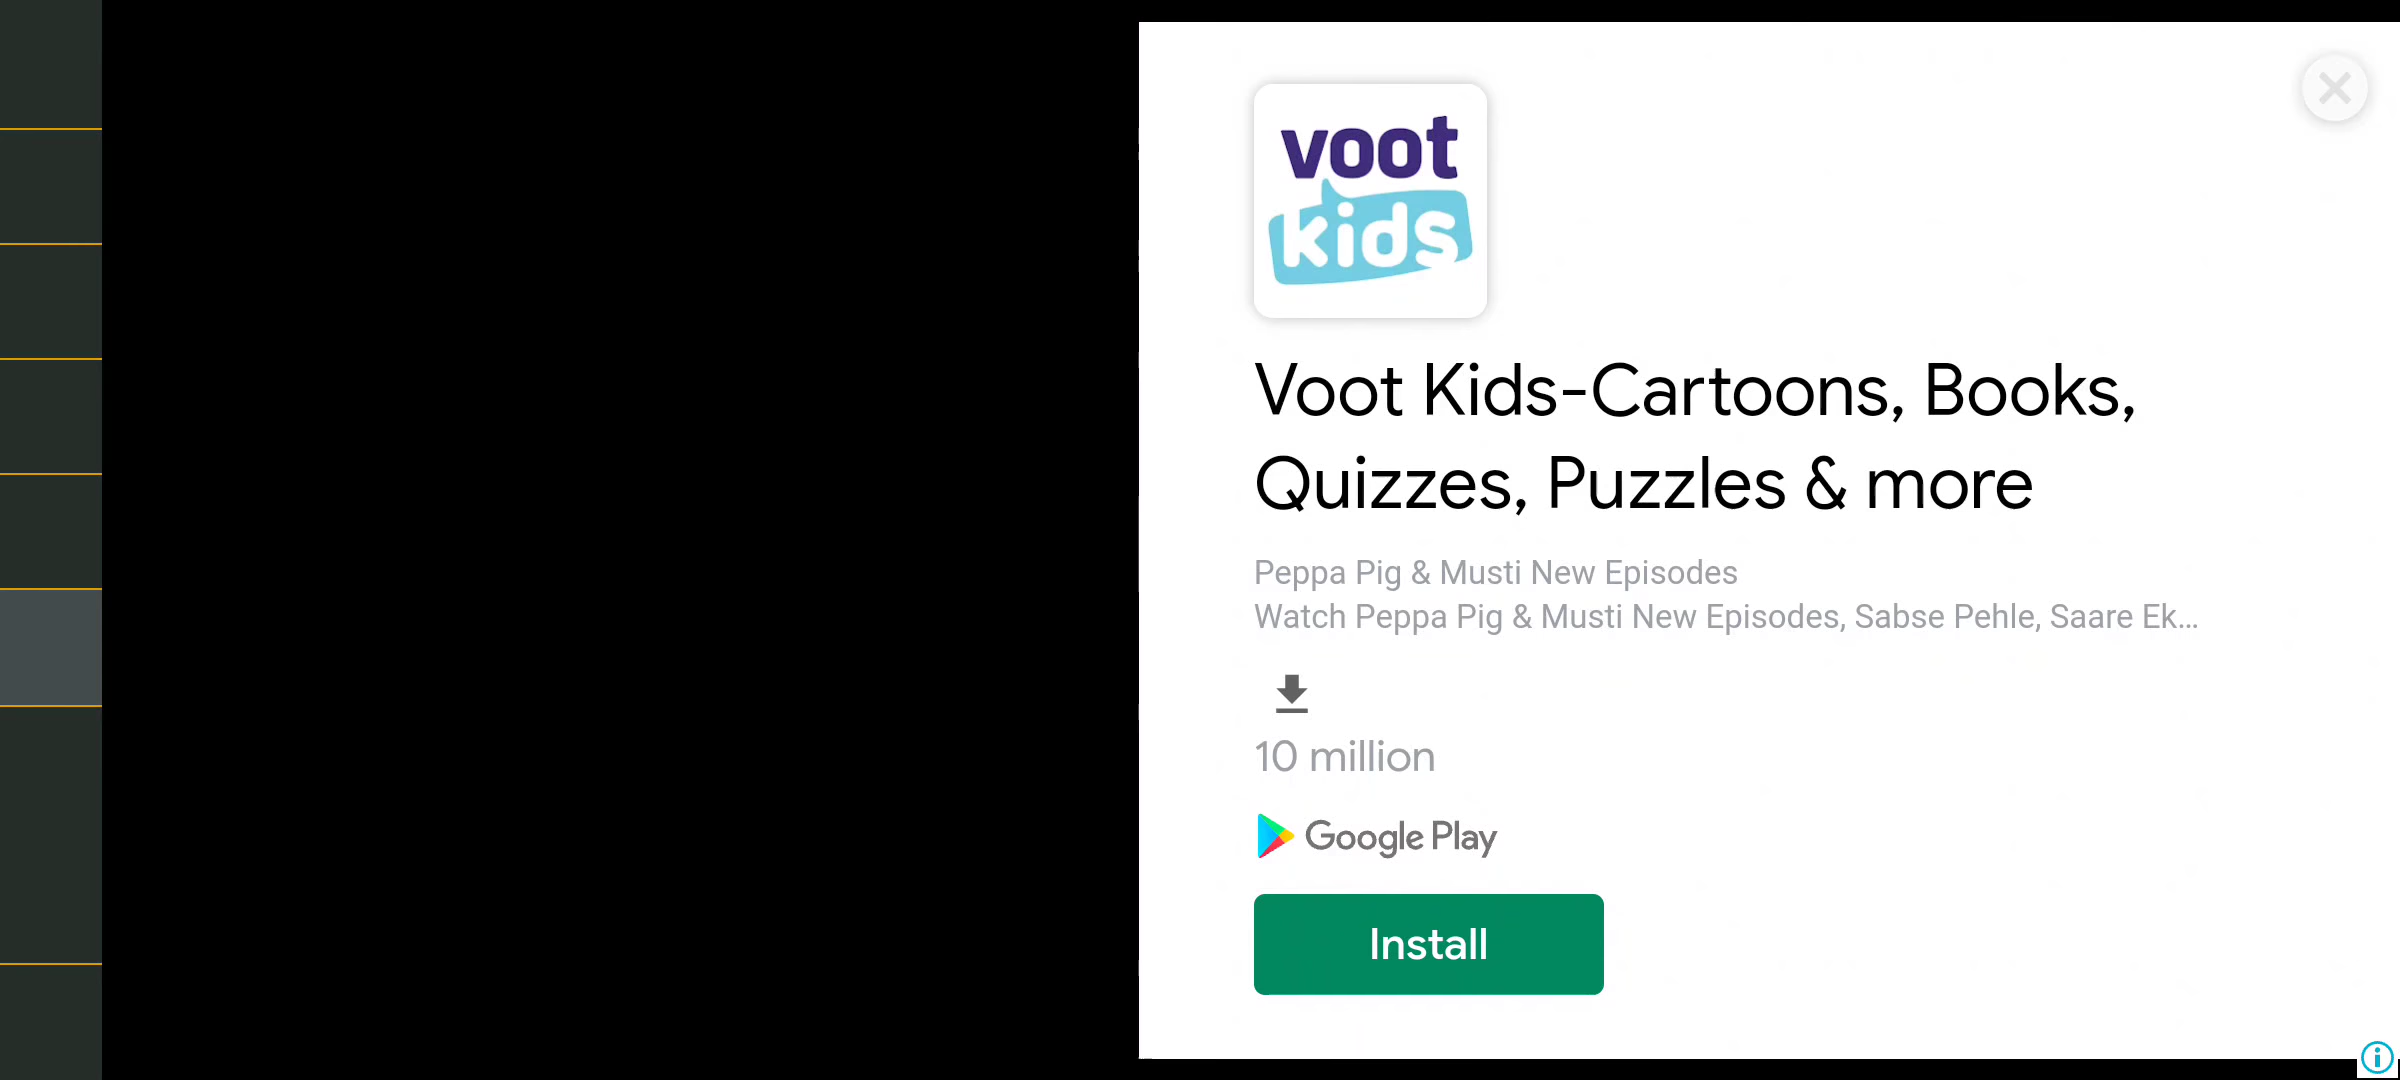 voot
kids
Voot Kids-Cartoons, Books,
Quizzes, Puzzles & more
Peppa Pig & Musti New Episodes
Watch Peppa Pig & Musti New Episodes, Sabse Pehle, Saare Ek...
10 million
Google Play
Install